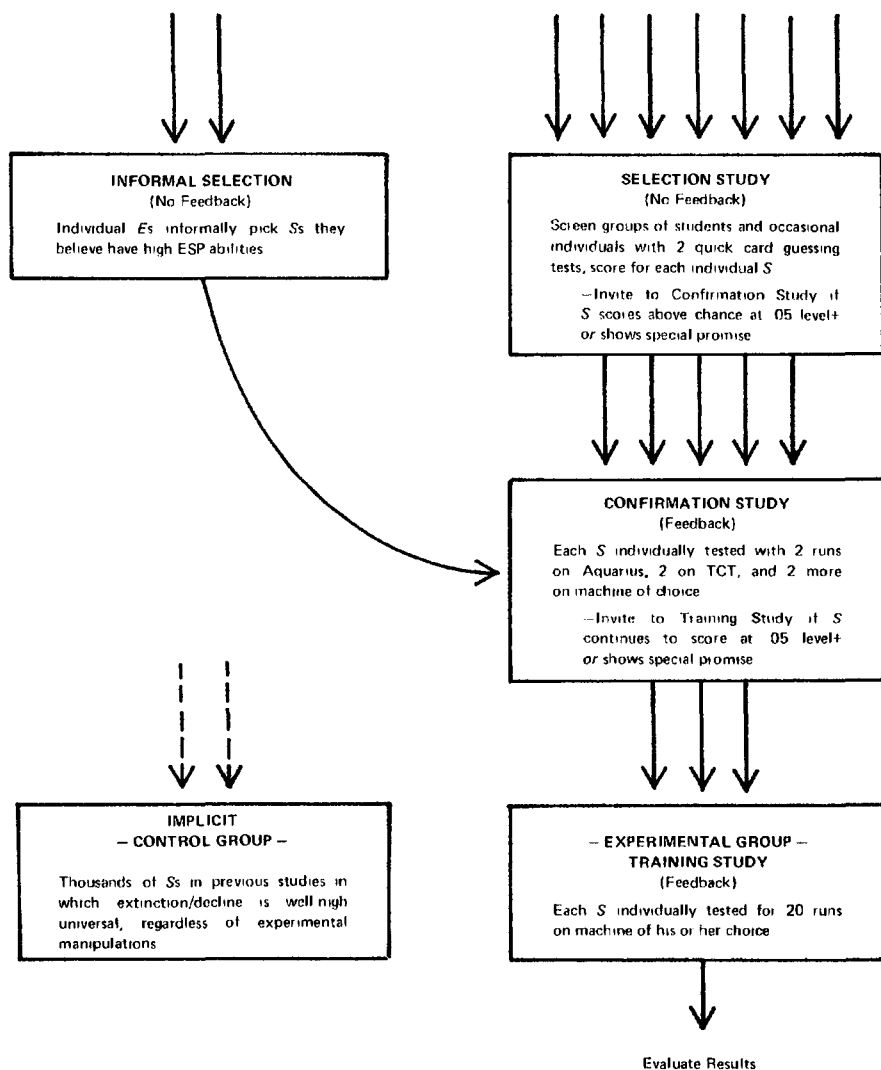 INFORMAL SELECTION
(No Feedback)
Individual Es informally pick Ss they
believe have high ESP abilities
SELECTION STUDY
(No Feedback)
Screen groups of students and occasional
individuals with 2 quick card guessing
tests, score for each individual S
—Invite to Confirmation Study if
S scores above chance at 05 level+
or shows special promise
CONFIRMATION STUDY
(Feedback)
Each S individually tested with 2 runs
on Aquarius, 2 on TCT, and 2 more
on machine of choice
—Invite to Training Study if S
continues to score at 05 level+
or shows special promise
IMPLICIT
– CONTROL GROUP –
Thousands of Ss in previous studies in
which extinction/decline is well nigh
universal, regardless of experimental
manipulations
– EXPERIMENTAL GROUP –
TRAINING STUDY
(Feedback)
Each S individually tested for 20 runs
on machine of his or her choice
Evaluate Results